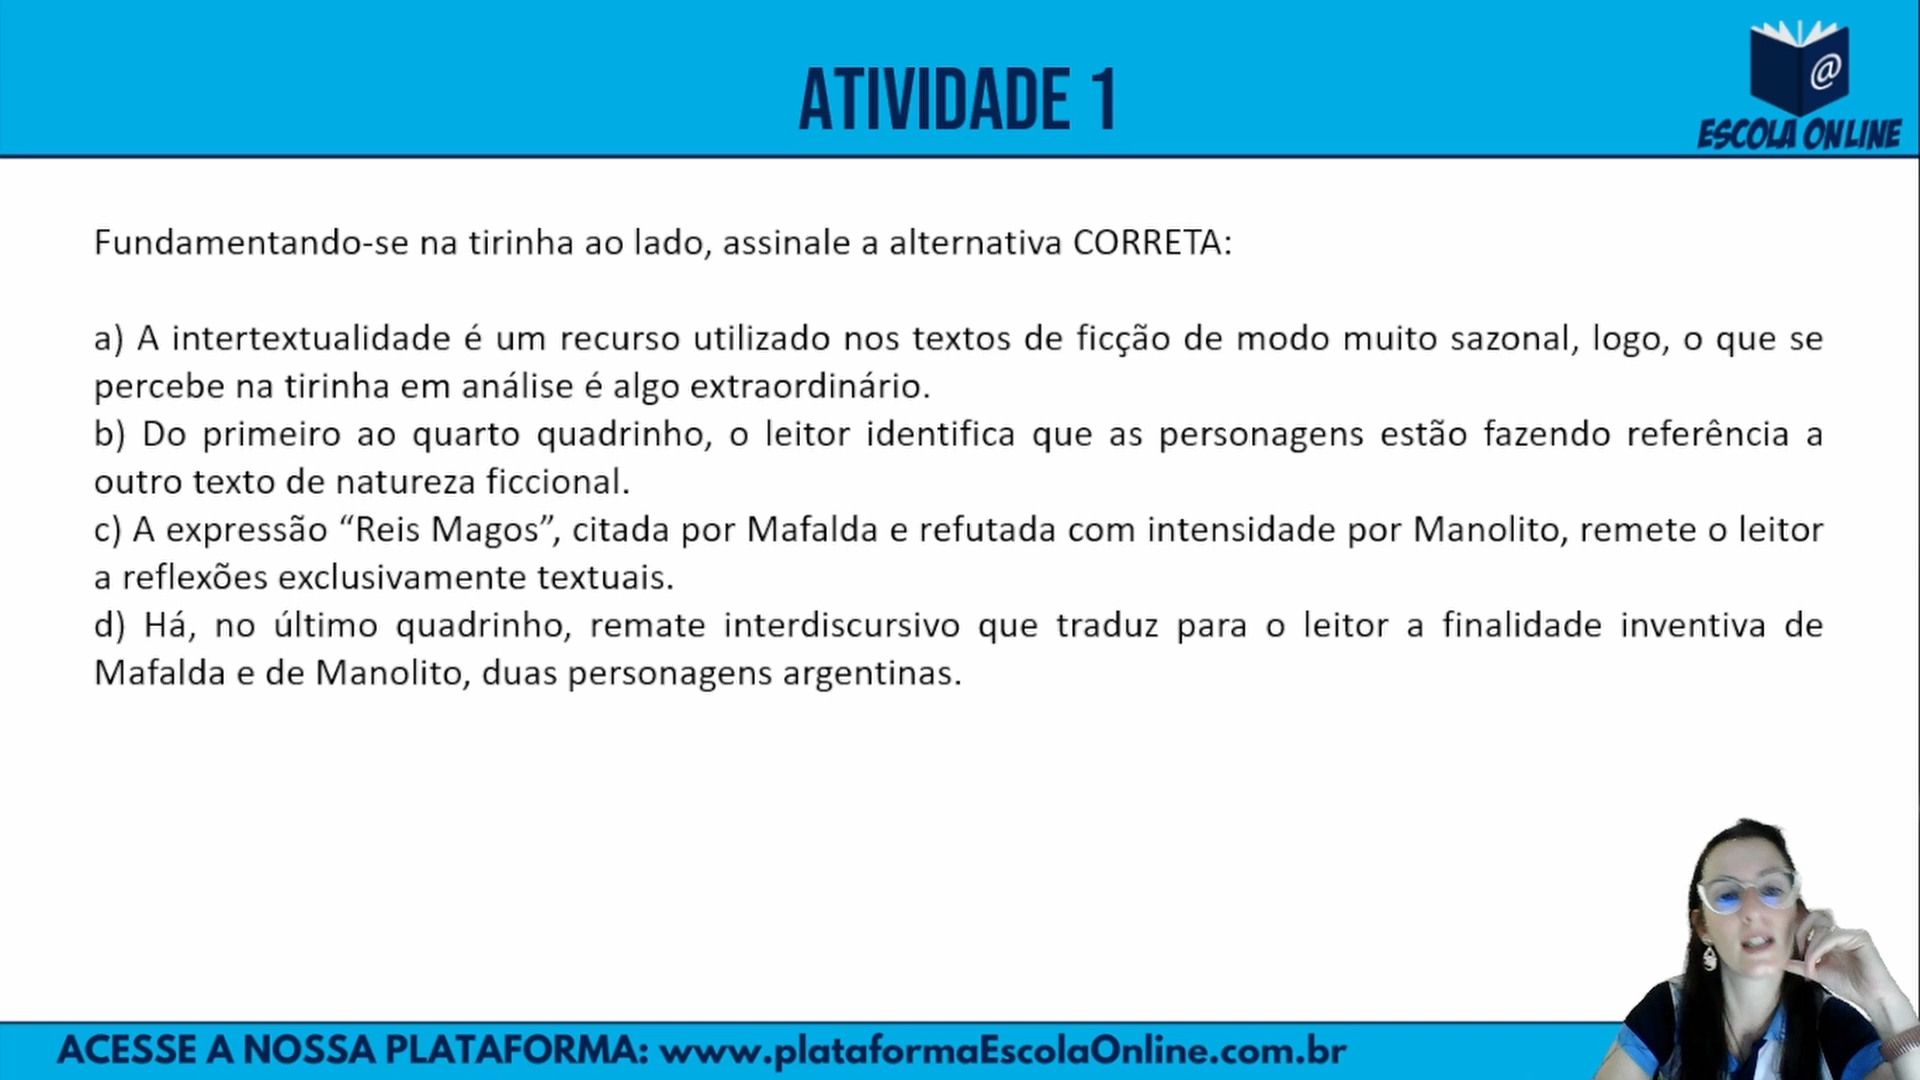 ATIVIDADE 1
@
ESCOLA ONLINE
Fundamentando-se na tirinha ao lado, assinale a alternativa CORRETA:
a) A intertextualidade é um recurso utilizado nos textos de ficção de modo muito sazonal, logo, o que se
percebe na tirinha em análise é algo extraordinário.
b) Do primeiro ao quarto quadrinho, o leitor identifica que as personagens estão fazendo referência a
outro texto de natureza ficcional.
c) A expressão “Reis Magos”, citada por Mafalda e refutada com intensidade por Manolito, remete o leitor
a reflexões exclusivamente textuais.
d) Há, no último quadrinho, remate interdiscursivo que traduz para o leitor a finalidade inventiva de
Mafalda e de Manolito, duas personagens argentinas.
ACESSE A NOSSA PLATAFORMA: www.plataformaEscolaOnline.com.br